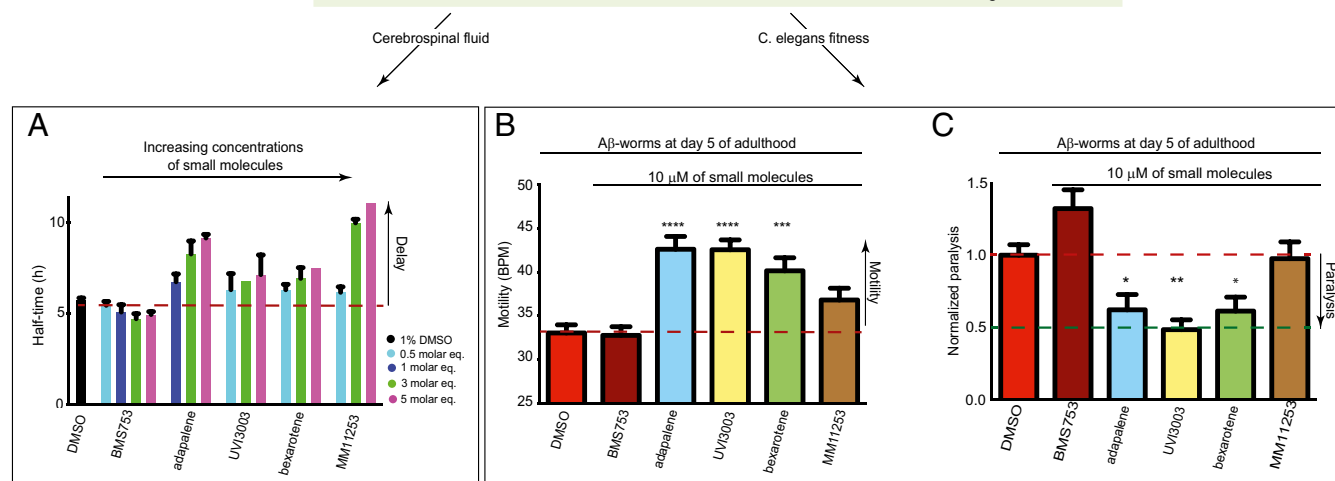 Cerebrospinal fluid
C. elegans fitness
A
Increasing concentrations
of small molecules
Half-time (h)
10
5
0
Delay
1% DMSO
0.5 molar eq.
1 molar eq.
3 molar eq.
5 molar eq.
DMSO
BMS753
adapalene
UVI3003
bexarotene
MM11253
B
Aβ-worms at day 5 of adulthood
10 μM of small molecules
Motility (BPM)
50
45
40
35
30
25
****
****
***
Motility
DMSO
BMS753
adapalene
UVI3003
bexarotene
MM11253
C
Aβ-worms at day 5 of adulthood
10 μM of small molecules
Normalized paralysis
1.5
1.0
0.5
0.0
*
**
*
Paralysis
DMSO
BMS753
adapalene
UVI3003
bexarotene
MM11253